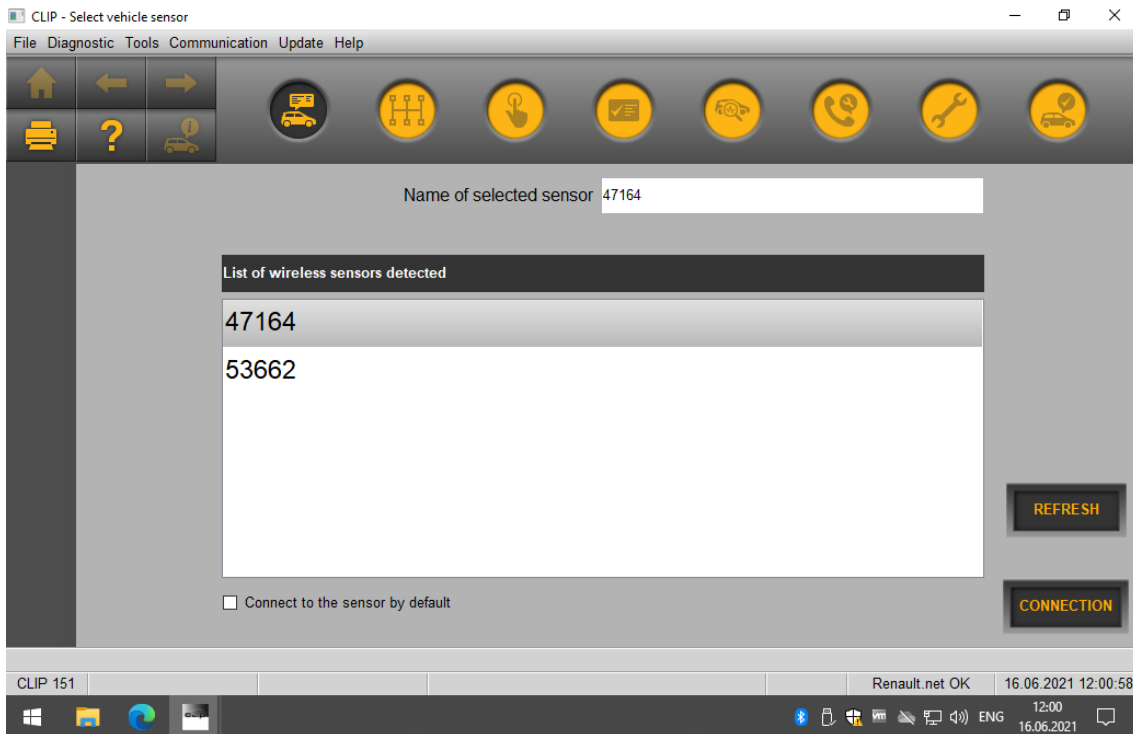 CLIP - Select vehicle sensor
File Diagnostic Tools Communication Update Help
Name of selected sensor 47164
List of wireless sensors detected
47164
53662
REFRESH
Connect to the sensor by default
CONNECTION
CLIP 151 Renault.net OK 16.06.2021 12:00:58
ENG 12:00
16.06.2021